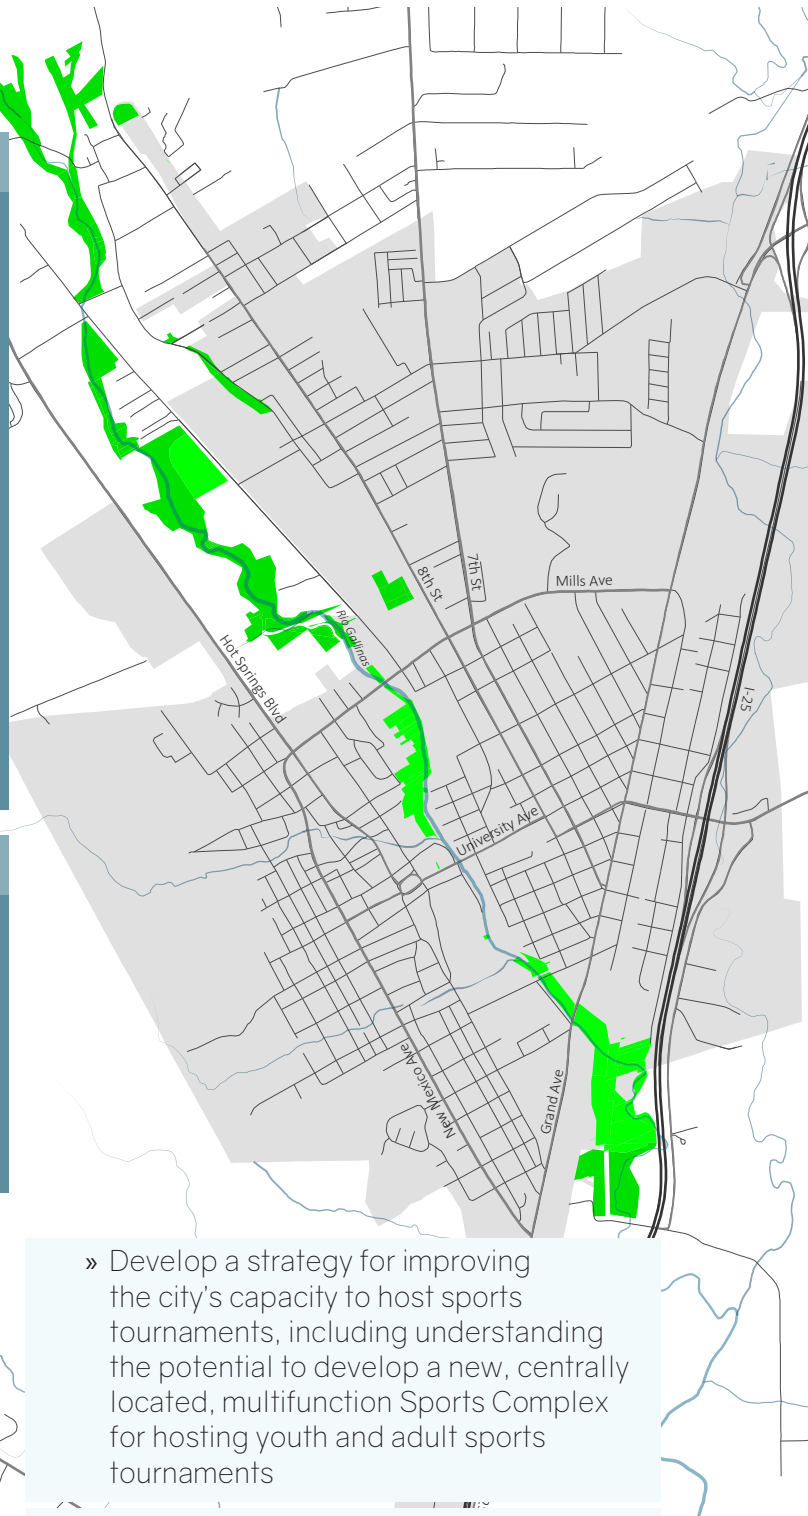 8th St
7th St
Mills Ave
Rio Gallinas
Hot Springs Blvd
I-25
University Ave
New Mexico Ave
Grand Ave
» Develop a strategy for improving
the city's capacity to host sports
tournaments, including understanding
the potential to develop a new, centrally
located, multifunction Sports Complex
for hosting youth and adult sports
tournaments